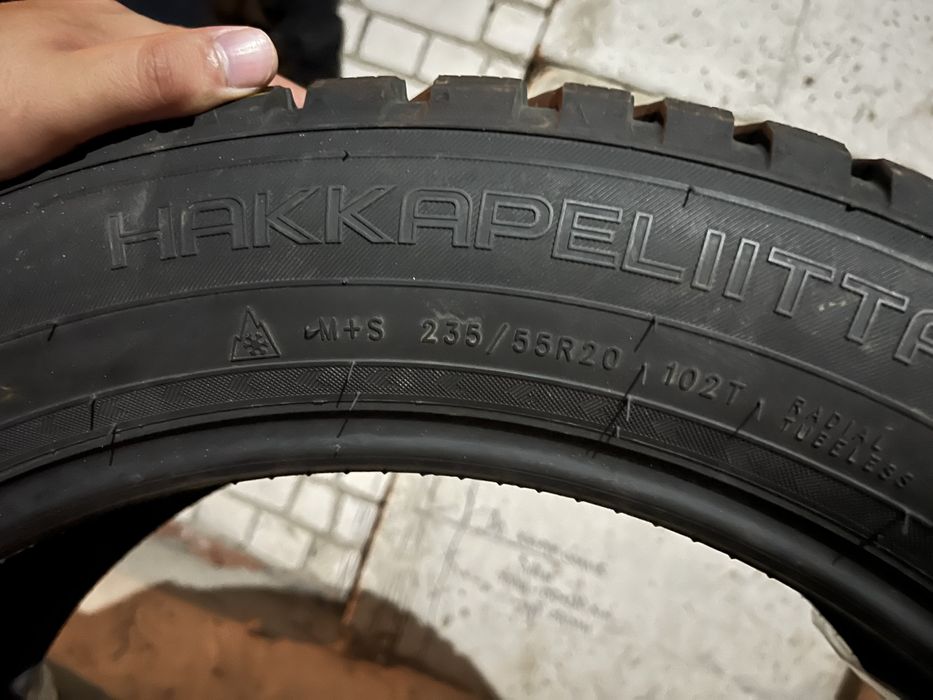 HAKKAPELIITTA
M+S 235/55R20 102T RADIAL
TUBELESS